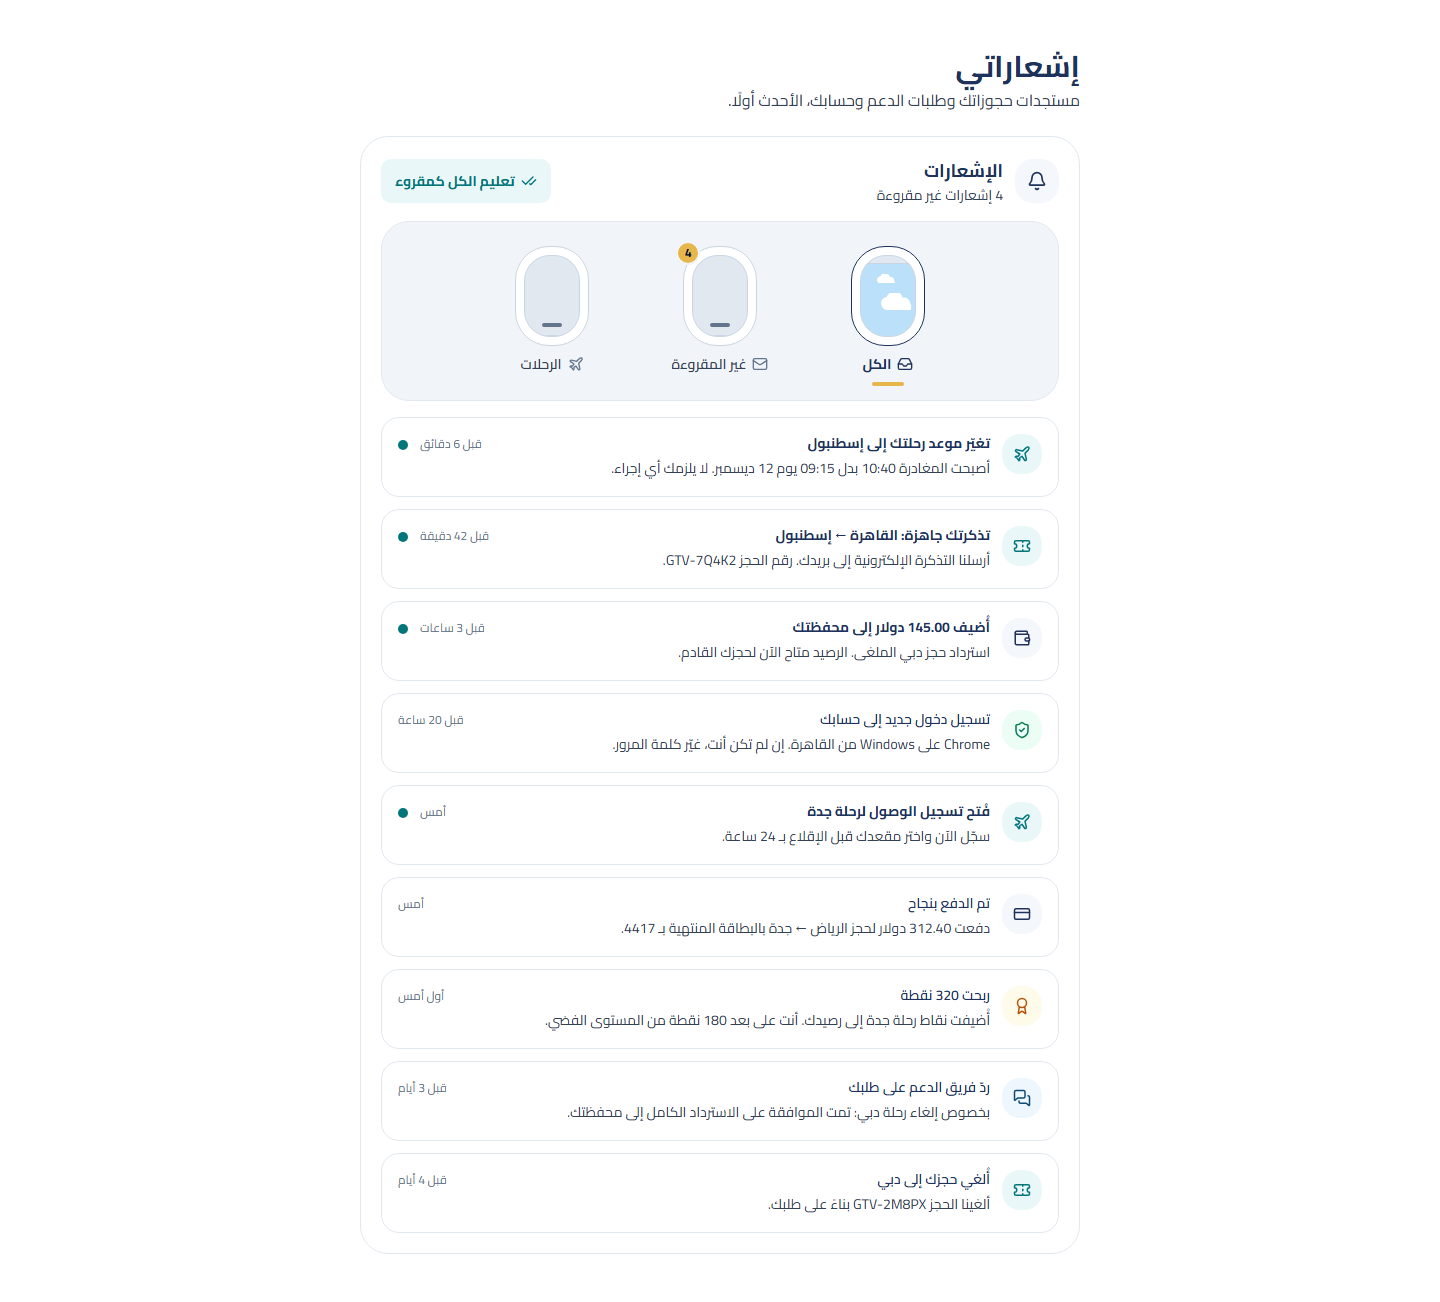 إشعاراتي
مستجدات حجوزاتك وطلبات الدعم وحسابك، الأحدث أولًا.
الإشعارات
4 إشعارات غير مقروءة
تعليم الكل كمقروء
الكل
4
غير المقروءة
الرحلات
تغيّر موعد رحلتك إلى إسطنبول
قبل 6 دقائق
أصبحت المغادرة 10:40 بدل 09:15 يوم 12 ديسمبر. لا يلزمك أي إجراء.
تذكرتك جاهزة: القاهرة ← إسطنبول
قبل 42 دقيقة
أرسلنا التذكرة الإلكترونية إلى بريدك. رقم الحجز GTV-7Q4K2.
أُضيف 145.00 دولار إلى محفظتك
قبل 3 ساعات
استرداد حجز دبي الملغى. الرصيد متاح الآن لحجزك القادم.
تسجيل دخول جديد إلى حسابك
قبل 20 ساعة
Chrome على Windows من القاهرة. إن لم تكن أنت، غيّر كلمة المرور.
فُتح تسجيل الوصول لرحلة جدة
أمس
سجّل الآن واختر مقعدك قبل الإقلاع بـ 24 ساعة.
تم الدفع بنجاح
أمس
دفعت 312.40 دولار لحجز الرياض ← جدة بالبطاقة المنتهية بـ 4417.
ربحت 320 نقطة
أول أمس
أُضيفت نقاط رحلة جدة إلى رصيدك. أنت على بعد 180 نقطة من المستوى الفضي.
ردّ فريق الدعم على طلبك
قبل 3 أيام
بخصوص إلغاء رحلة دبي: تمت الموافقة على الاسترداد الكامل إلى محفظتك.
أُلغي حجزك إلى دبي
قبل 4 أيام
ألغينا الحجز GTV-2M8PX بناءً على طلبك.